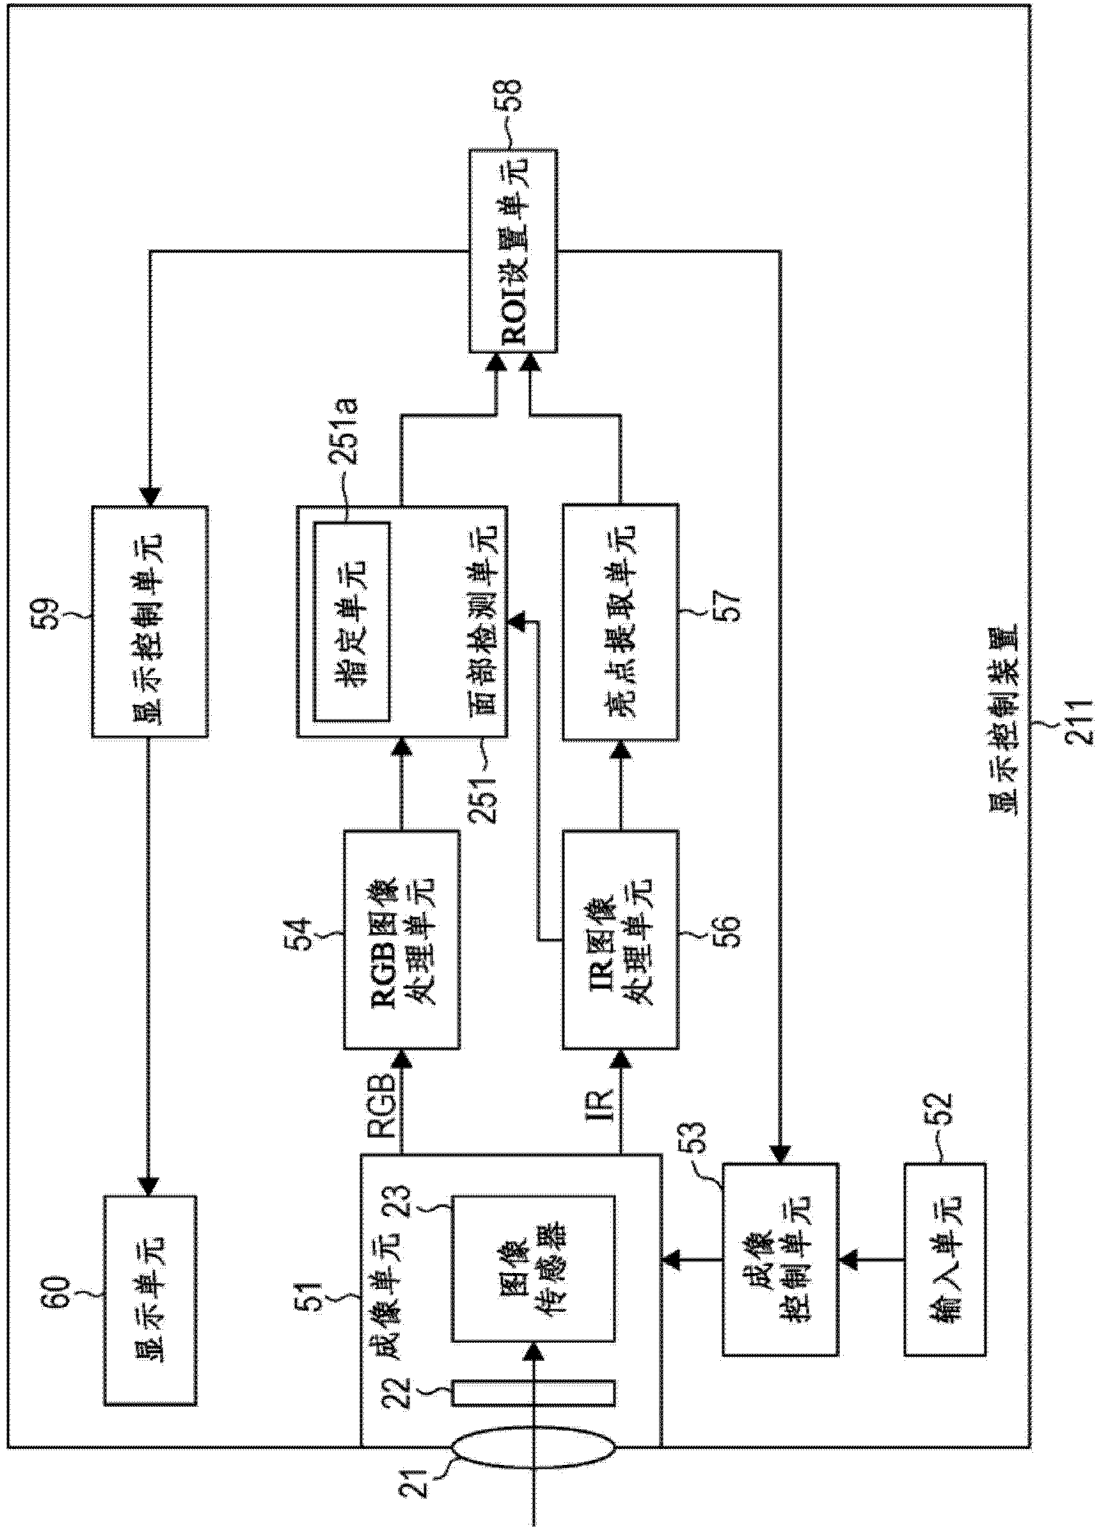 60
显示单元
59
显示控制单元
58
ROI设置单元
251a
指定单元
面部检测单元
251
54
RGB图像
处理单元
RGB
51
成像单元
23
图像
传感器
22
21
IR
IR图像
处理单元
56
亮点提取单元
57
53
成像
控制单元
52
输入单元
显示控制装置
211